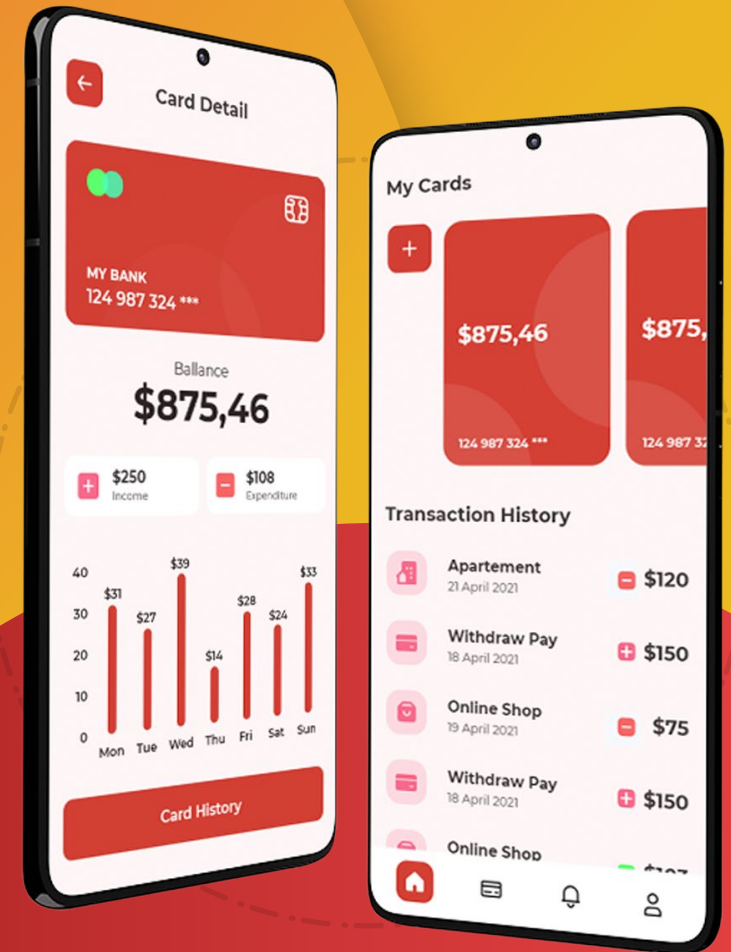 Card Detail
MY BANK
124 987 324 ***
Ballance
$875,46
$250
Income
$108
Expenditure
40
30
20
10
0
$31
$27
$39
$14
$28
$24
$33
Mon Tue Wed Thu Fri Sat Sun
Card History
My Cards
+
$875,46
124 987 324 ***
$875,
124 987 32
Transaction History
Apartement
21 April 2021
$120
Withdraw Pay
18 April 2021
$150
Online Shop
19 April 2021
$75
Withdraw Pay
18 April 2021
$150
Online Shop